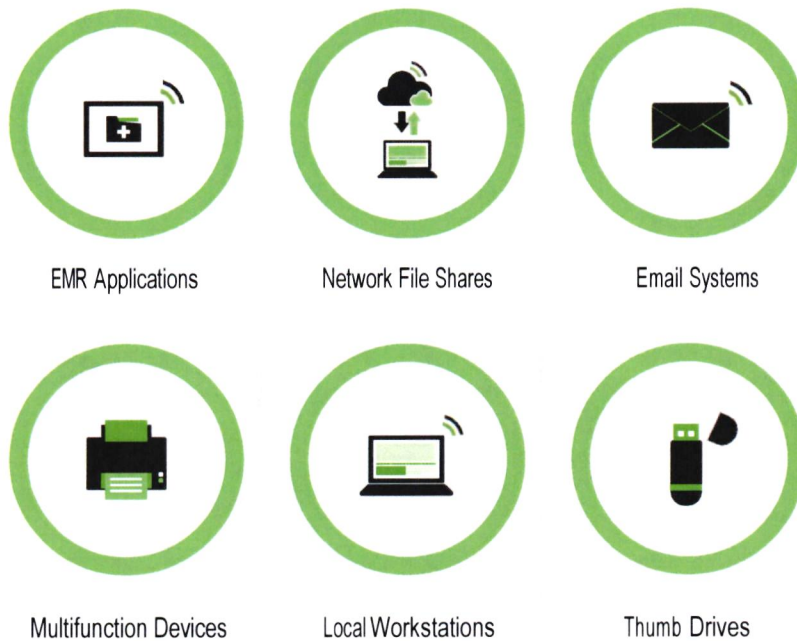 EMR Applications
Network File Shares
Email Systems
Multifunction Devices
Local Workstations
Thumb Drives